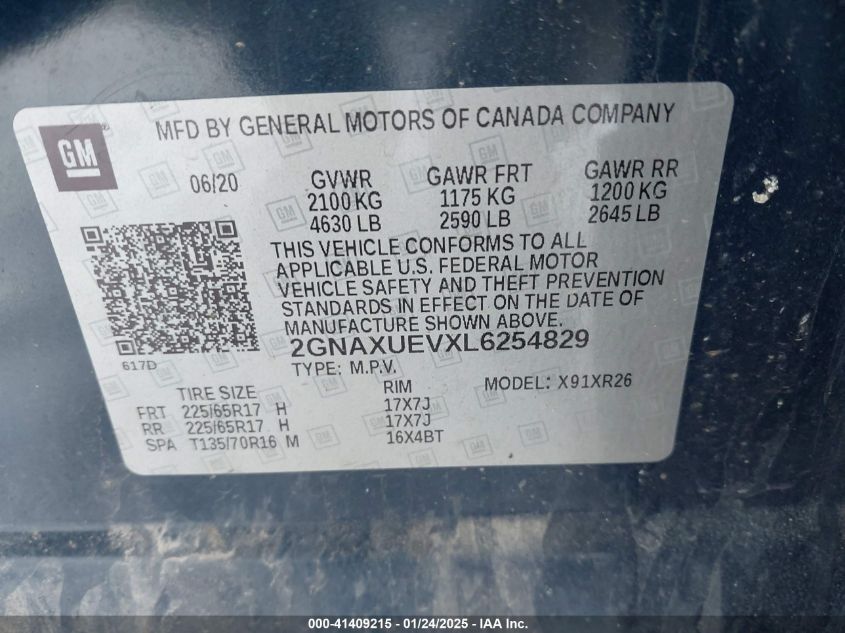 MFD BY GENERAL MOTORS OF CANADA COMPANY
GM
06/20 GVWR GAWR FRT GAWR RR
2100 KG 1175 KG 1200 KG
4630 LB 2590 LB 2645 LB
THIS VEHICLE CONFORMS TO ALL
APPLICABLE U.S. FEDERAL MOTOR
VEHICLE SAFETY AND THEFT PREVENTION
STANDARDS IN EFFECT ON THE DATE OF
MANUFACTURE SHOWN ABOVE.
2GNAXUEVXL6254829
617D
TYPE: M.P.V.
TIRE SIZE RIM MODEL: X91XR26
FRT 225/65R17 H 17X7J
RR 225/65R17 H 17X7J
SPA T135/70R16 M 16X4BT
000-41409215 - 01/24/2025 - IAA Inc.